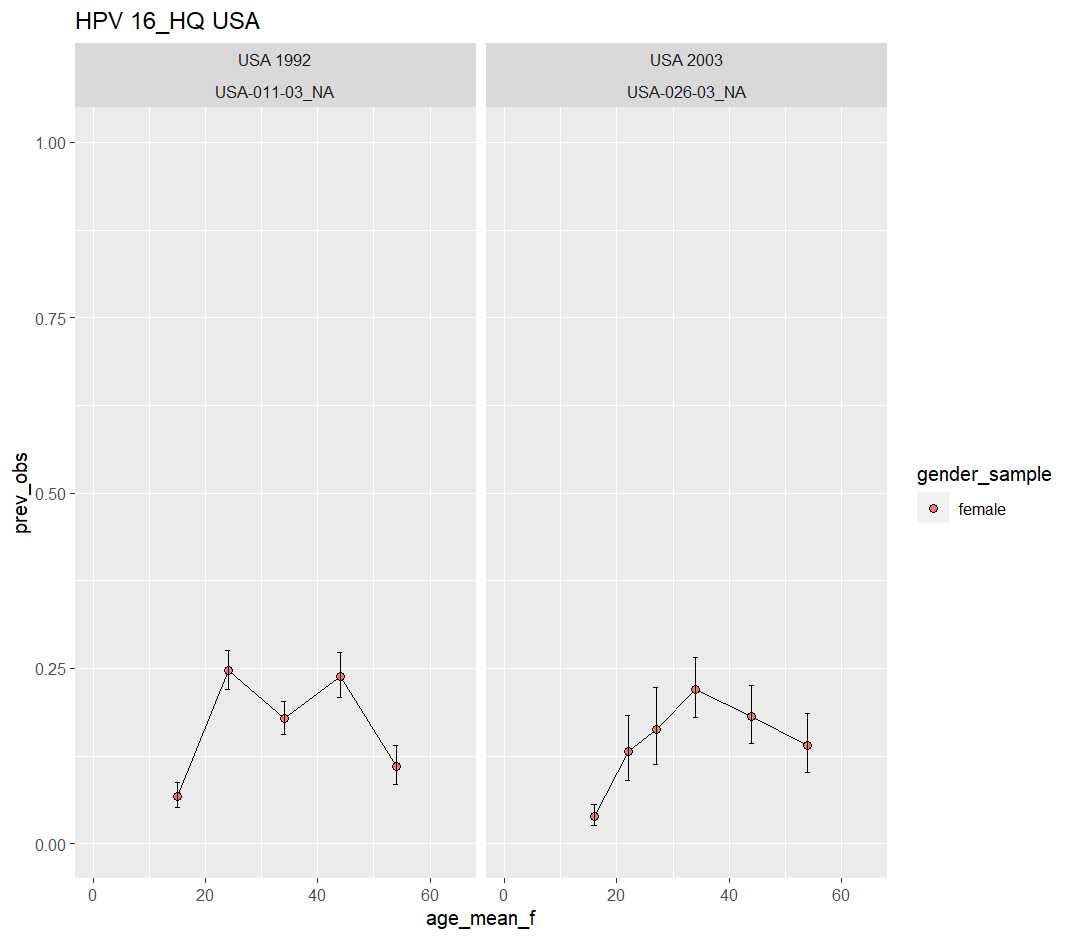 HPV 16_HQ USA
USA 1992
USA-011-03_NA
USA 2003
USA-026-03_NA
1.00
0.75
0.50
0.25
0.00
prev_obs
0 20 40 60
0 20 40 60
age_mean_f
gender_sample
female